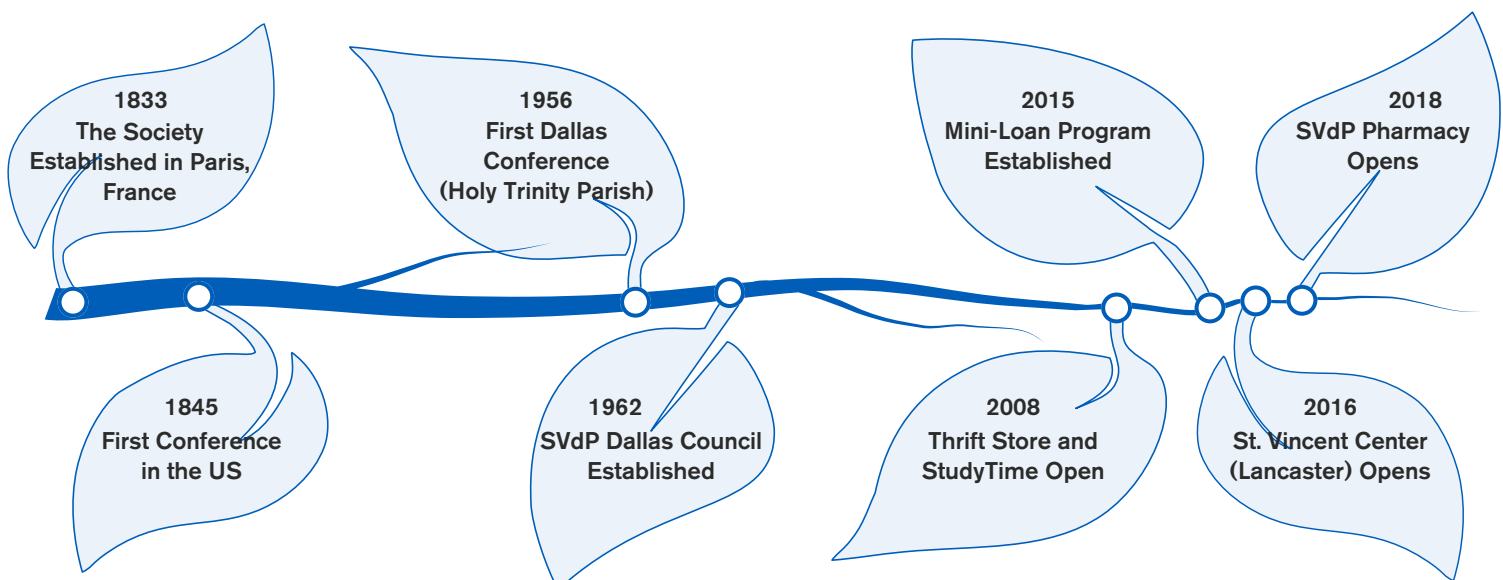 1833
The Society
Established in Paris,
France
1845
First Conference
in the US
1956
First Dallas
Conference
(Holy Trinity Parish)
1962
SVdP Dallas Council
Established
2008
Thrift Store and
StudyTime Open
2015
Mini-Loan Program
Established
2016
St. Vincent Center
(Lancaster) Opens
2018
SVdP Pharmacy
Opens